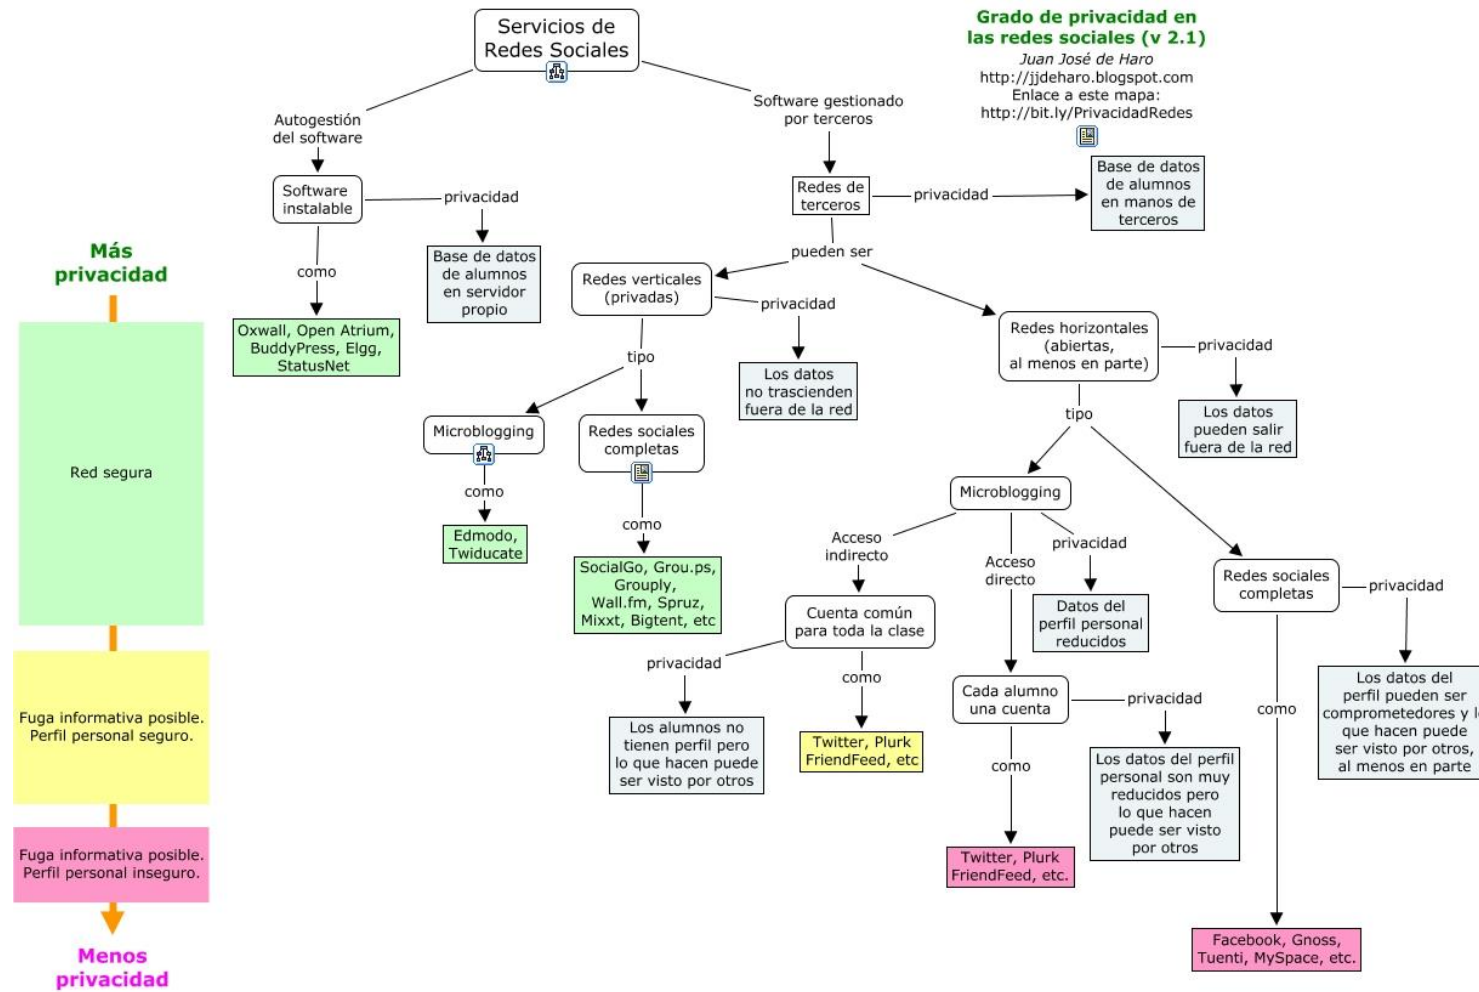 Servicios de
Redes Sociales
Grado de privacidad en
las redes sociales (v 2.1)
Juan José de Haro
http://jjdeharo.blogspot.com
Enlace a este mapa:
http://bit.ly/PrivacidadRedes
Autogestión
del software
Software gestionado
por terceros
Software
instalable
privacidad
Base de datos
de alumnos
en servidor
propio
como
Oxwall, Open Atrium,
BuddyPress, Elgg,
StatusNet
Redes de
terceros
privacidad
Base de datos
de alumnos
en manos de
terceros
pueden ser
Redes verticales
(privadas)
privacidad
Los datos
no trascienden
fuera de la red
tipo
Microblogging
como
Edmodo,
Twiducate
Redes sociales
completas
como
SocialGo, Grou.ps,
Grouply,
Wall.fm, Spruz,
Mixxt, Bigtent, etc
Redes horizontales
(abiertas,
al menos en parte)
privacidad
Los datos
pueden salir
fuera de la red
tipo
Microblogging
Acceso
indirecto
Acceso
directo
privacidad
Datos del
perfil personal
reducidos
Cuenta común
para toda la clase
privacidad
Los alumnos no
tienen perfil pero
lo que hacen puede
ser visto por otros
como
Twitter, Plurk
FriendFeed, etc
Cada alumno
una cuenta
privacidad
Los datos del perfil
personal son muy
reducidos pero
lo que hacen
puede ser visto
por otros
como
Twitter, Plurk
FriendFeed, etc.
Redes sociales
completas
privacidad
Los datos del
perfil pueden ser
comprometedores y
que hacen puede
ser visto por otros,
al menos en parte
como
Facebook, Gnoss,
Tuenti, MySpace, etc.
Más
privacidad
Red segura
Fuga informativa posible.
Perfil personal seguro.
Fuga informativa posible.
Perfil personal inseguro.
Menos
privacidad